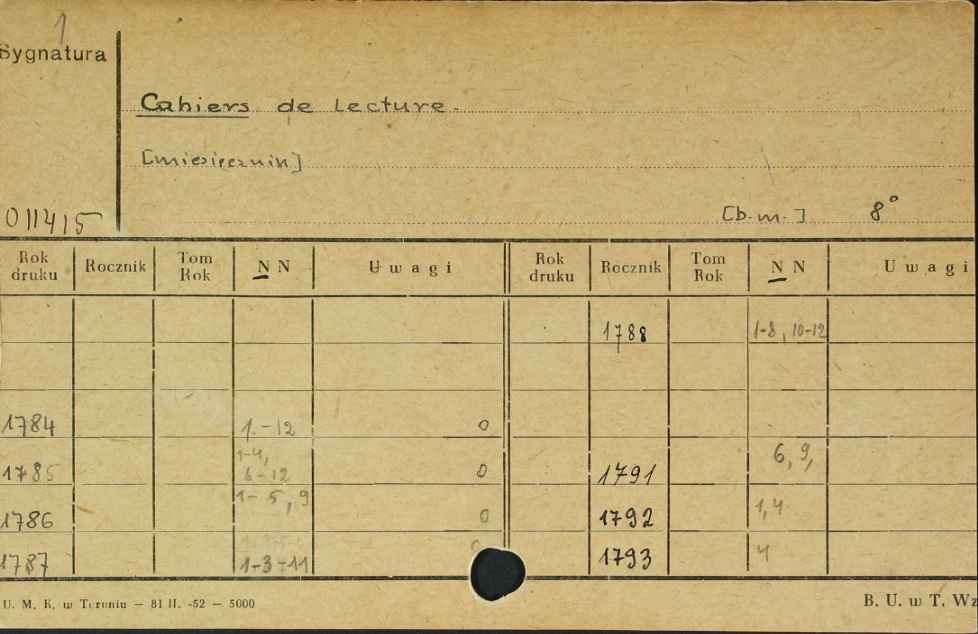 1
Sygnatura
Cahiers de lecture.
[miesięcznik]
011415
[b.m.] 8°
Rok druku Rocznik Tom Rok N N Uwagi Rok druku Rocznik Tom Rok N N Uwagi
1788 1-8, 10-12
1784 1.-12 0
1785 1-4, 6-12 0 1791 6, 9,
1786 1-5, 9 0 1792 1,4
1787 1-3-11 1793 4
U. M. K. w Toruniu — 81 II. -52 — 5000 B. U. w T. Wz